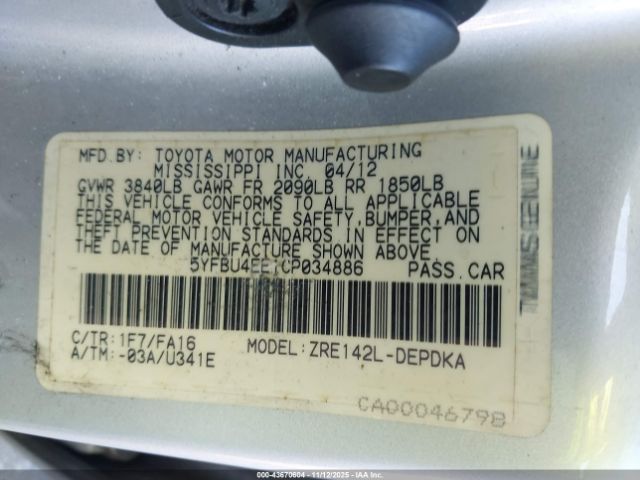 MFD.BY: TOYOTA MOTOR MANUFACTURING
MISSISSIPPI INC. 04/12
GVWR 3840LB GAWR FR 2090LB RR 1850LB
THIS VEHICLE CONFORMS TO ALL APPLICABLE
FEDERAL MOTOR VEHICLE SAFETY,BUMPER,AND
THEFT PREVENTION STANDARDS IN EFFECT ON
THE DATE OF MANUFACTURE SHOWN ABOVE.
PASS.CAR
C/TR:1F7/FA16
A/TM:-03A/U341E
MODEL:ZRE142L-DEPDKA
CA00046798
000-43670604 - 11/12/2025 - IAA Inc.